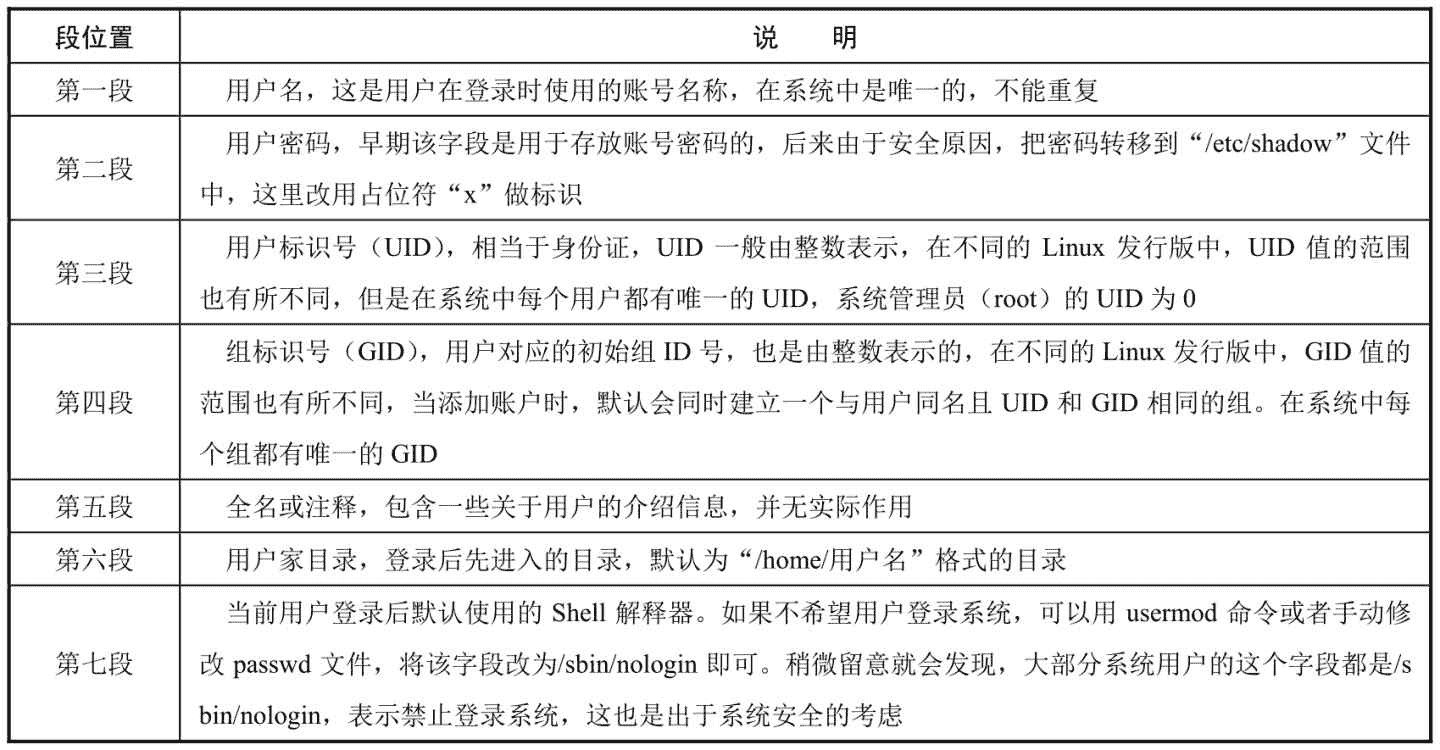 段位置 说 明
第一段 用户名，这是用户在登录时使用的账号名称，在系统中是唯一的，不能重复
第二段 用户密码，早期该字段是用于存放账号密码的，后来由于安全原因，把密码转移到“/etc/shadow”文件
中，这里改用占位符“x”做标识
第三段 用户标识号（UID），相当于身份证，UID 一般由整数表示，在不同的 Linux 发行版中，UID 值的范围
也有所不同，但是在系统中每个用户都有唯一的 UID，系统管理员（root）的 UID 为 0
第四段 组标识号（GID），用户对应的初始组 ID 号，也是由整数表示的，在不同的 Linux 发行版中，GID 值的
范围也有所不同，当添加账户时，默认会同时建立一个与用户同名且 UID 和 GID 相同的组。在系统中每
个组都有唯一的 GID
第五段 全名或注释，包含一些关于用户的介绍信息，并无实际作用
第六段 用户家目录，登录后先进入的目录，默认为“/home/用户名”格式的目录
第七段 当前用户登录后默认使用的 Shell 解释器。如果不希望用户登录系统，可以用 usermod 命令或者手动修
改 passwd 文件，将该字段改为/sbin/nologin 即可。稍微留意就会发现，大部分系统用户的这个字段都是/s
bin/nologin，表示禁止登录系统，这也是出于系统安全的考虑